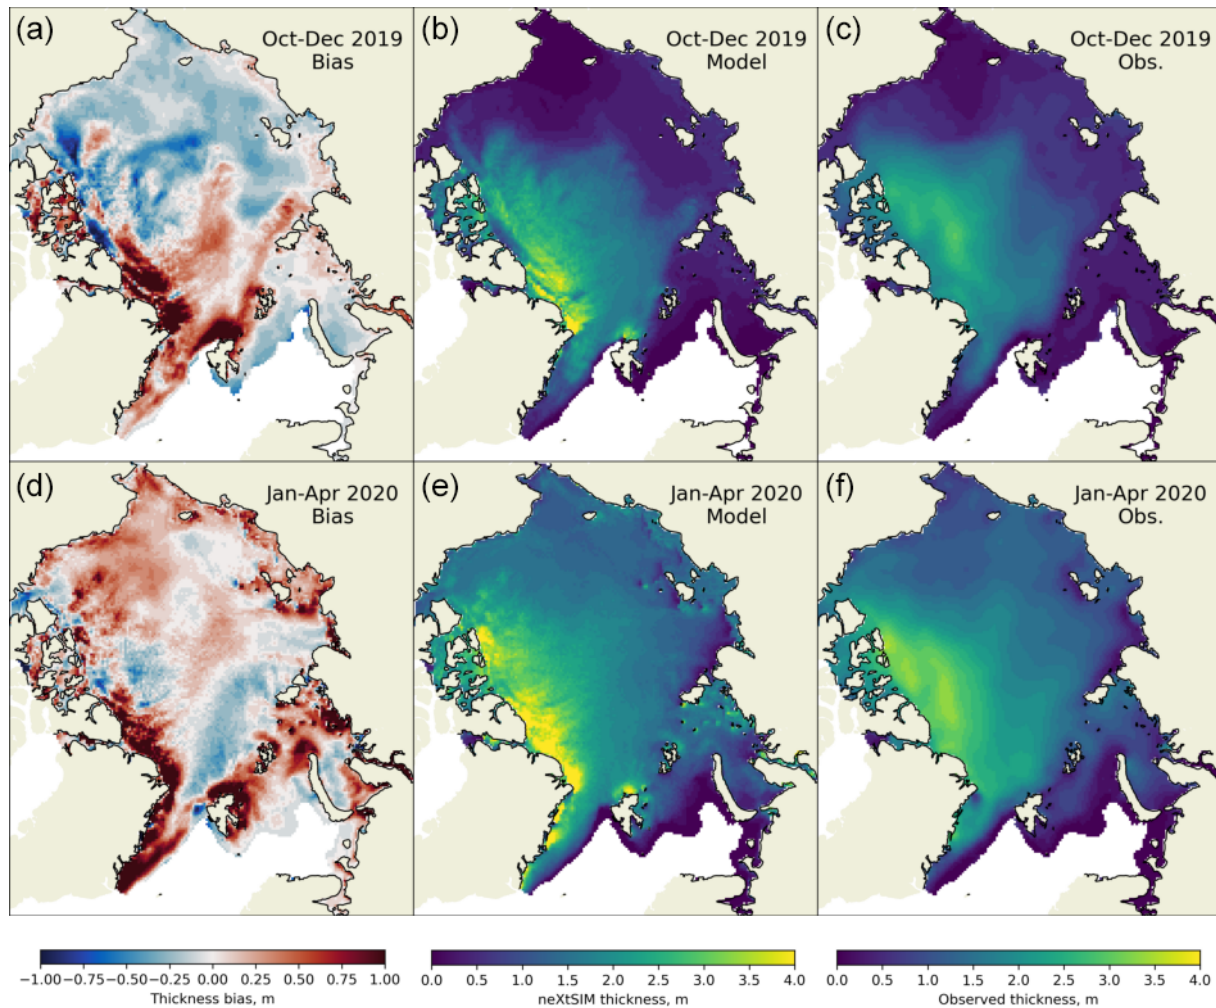 (a)
Oct-Dec 2019
Bias
(b)
Oct-Dec 2019
Model
(c)
Oct-Dec 2019
Obs.
(d)
Jan-Apr 2020
Bias
(e)
Jan-Apr 2020
Model
(f)
Jan-Apr 2020
Obs.
−1.00 −0.75 −0.50 −0.25 0.00 0.25 0.50 0.75 1.00
Thickness bias, m
0.0 0.5 1.0 1.5 2.0 2.5 3.0 3.5 4.0
neXtSIM thickness, m
0.0 0.5 1.0 1.5 2.0 2.5 3.0 3.5 4.0
Observed thickness, m